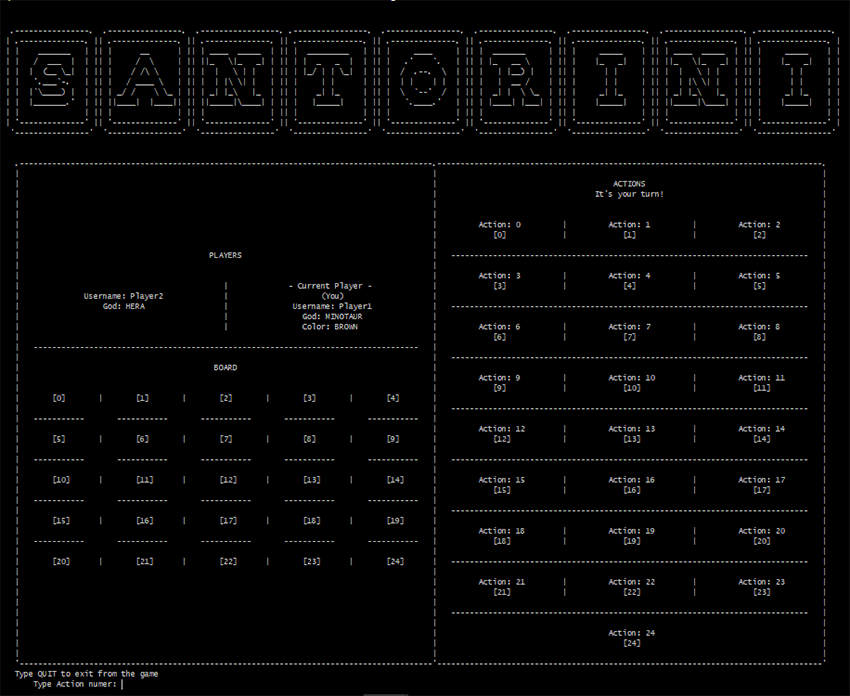 SANTORINI
PLAYERS
Username: Player2
God: HERA
- Current Player -
(You)
Username: Player1
God: MINOTAUR
Color: BROWN
BOARD
[0] | [1] | [2] | [3] | [4]
[5] | [6] | [7] | [8] | [9]
[10] | [11] | [12] | [13] | [14]
[15] | [16] | [17] | [18] | [19]
[20] | [21] | [22] | [23] | [24]
ACTIONS
It's your turn!
Action: 0 | Action: 1 | Action: 2
[0] | [1] | [2]
Action: 3 | Action: 4 | Action: 5
[3] | [4] | [5]
Action: 6 | Action: 7 | Action: 8
[6] | [7] | [8]
Action: 9 | Action: 10 | Action: 11
[9] | [10] | [11]
Action: 12 | Action: 13 | Action: 14
[12] | [13] | [14]
Action: 15 | Action: 16 | Action: 17
[15] | [16] | [17]
Action: 18 | Action: 19 | Action: 20
[18] | [19] | [20]
Action: 21 | Action: 22 | Action: 23
[21] | [22] | [23]
Action: 24
[24]
Type QUIT to exit from the game
Type Action numer: